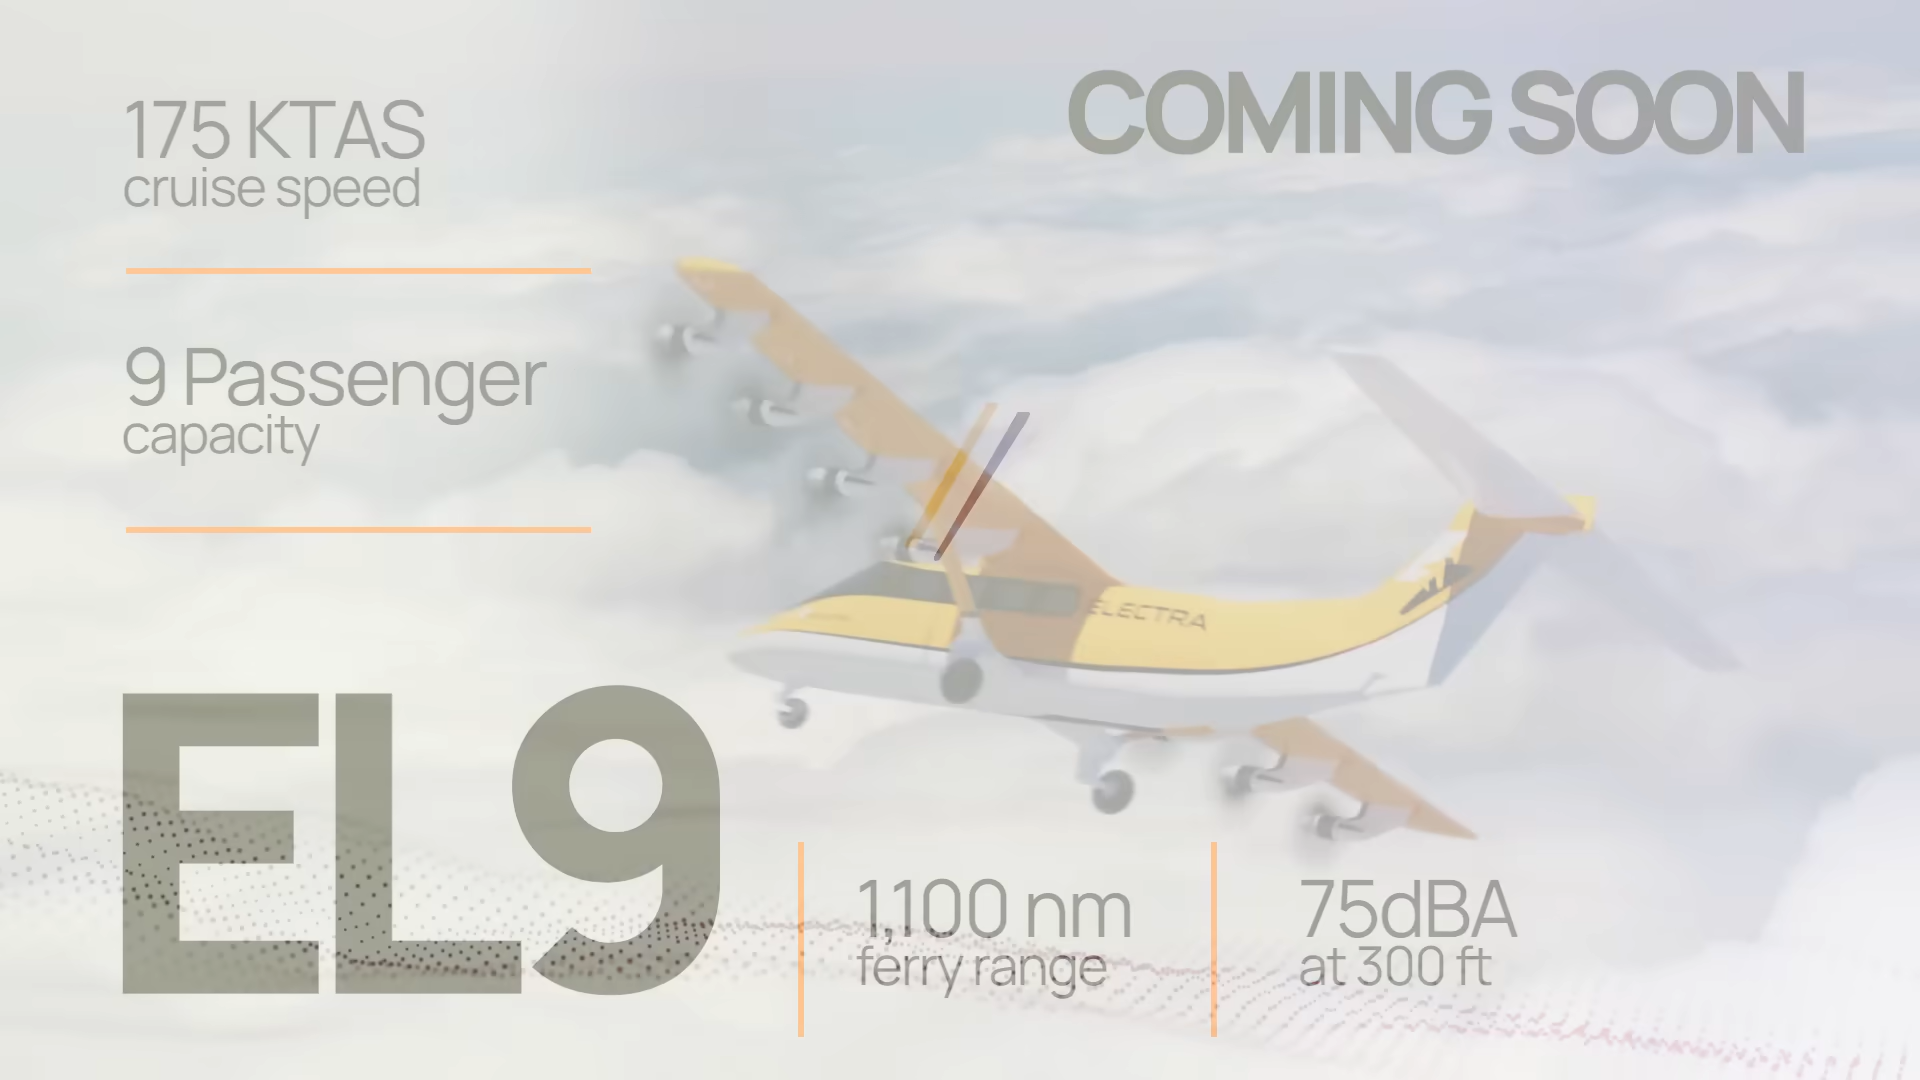 COMING SOON
175 KTAS
cruise speed
9 Passenger
capacity
ELECTRA
EL9
1,100 nm
ferry range
75dBA
at 300 ft